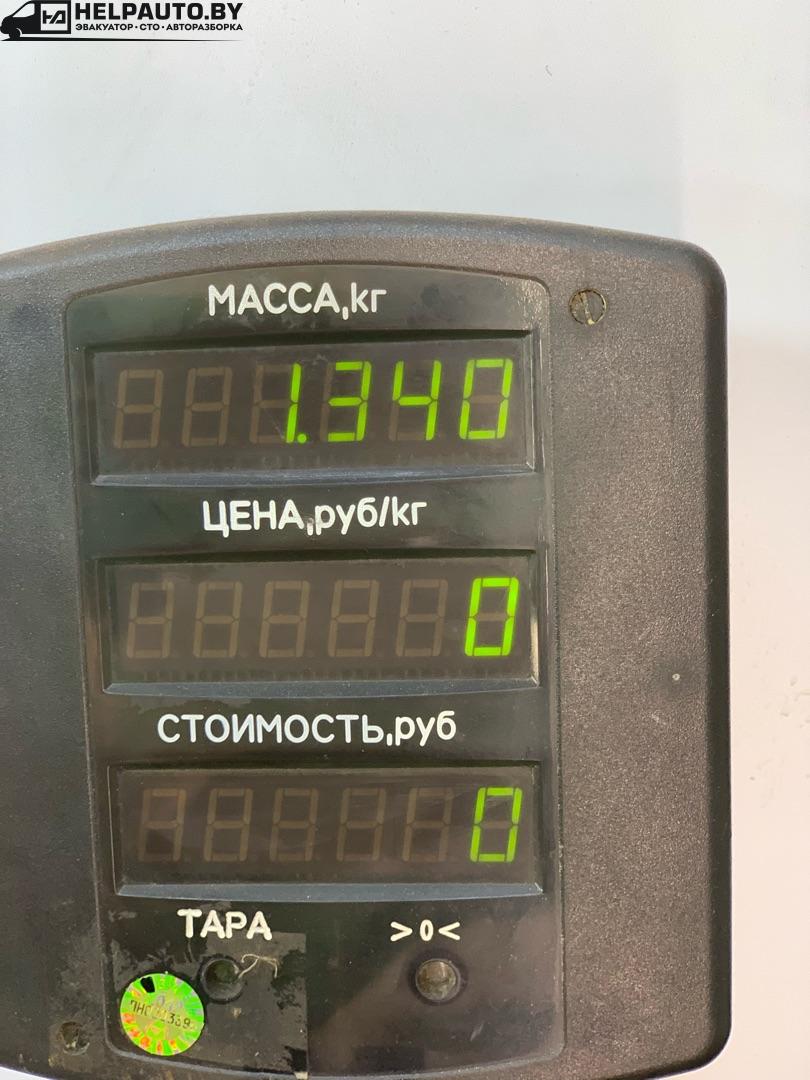 HELPAUTO.BY
ЭВАКУАТОР•СТО•АВТОРАЗБОРКА
МАССА,кг
1.340
ЦЕНА,руб/кг
0
СТОИМОСТЬ,руб
0
ТАРА >0<